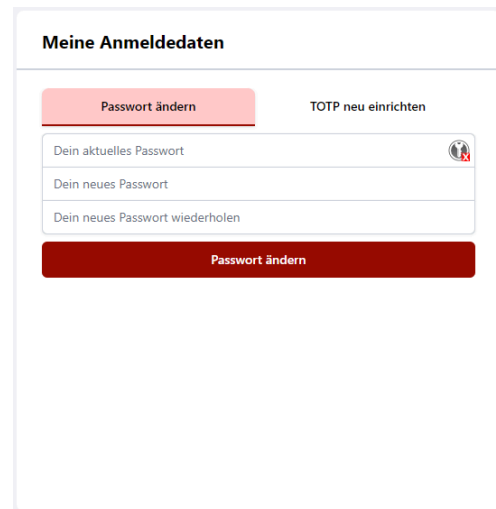 Meine Anmeldedaten
Passwort ändern
TOTP neu einrichten
Dein aktuelles Passwort
Dein neues Passwort
Dein neues Passwort wiederholen
Passwort ändern